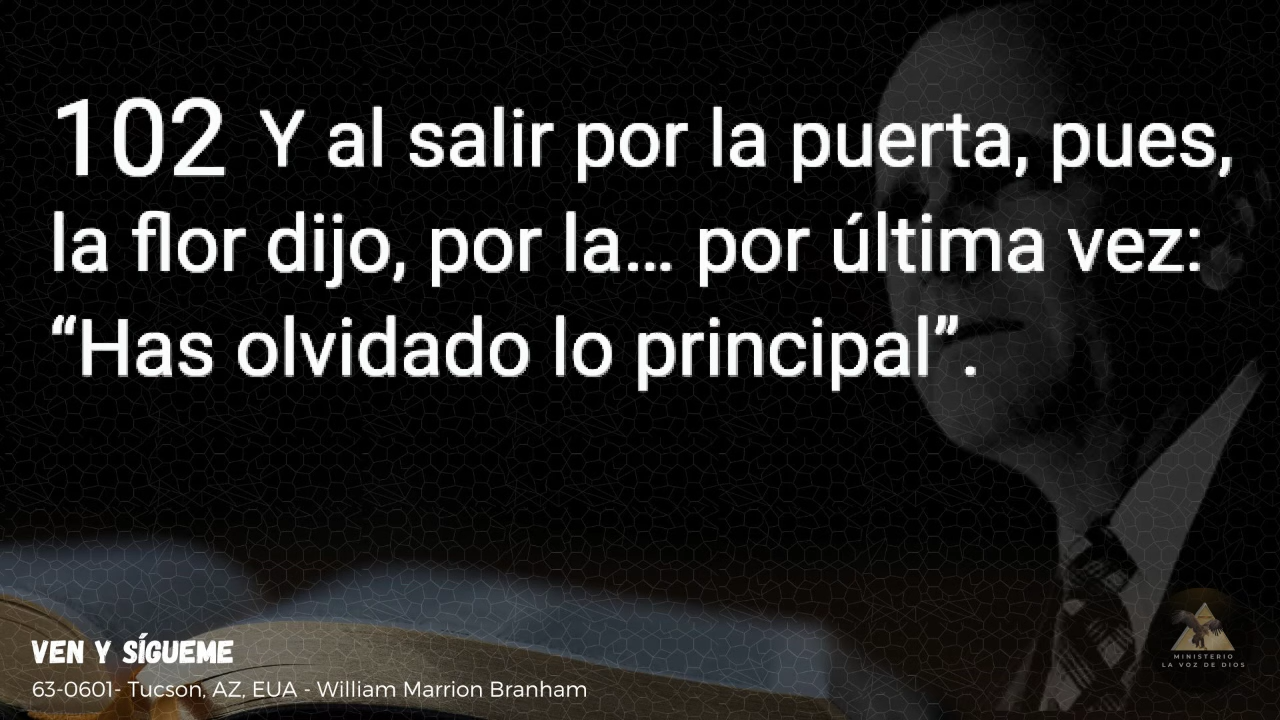 102 Y al salir por la puerta, pues,
la flor dijo, por la... por última vez:
“Has olvidado lo principal”.
VEN Y SÍGUEME
63-0601- Tucson, AZ, EUA - William Marrion Branham
MINISTERIO
LA VOZ DE DIOS